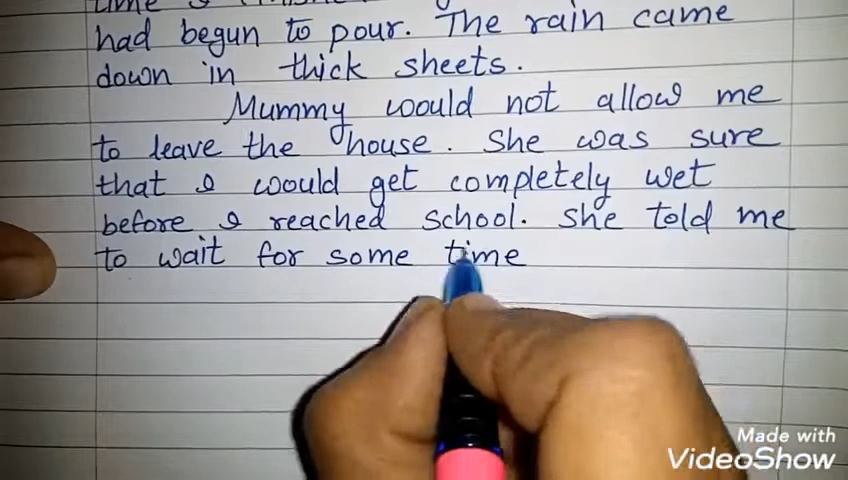 had begun to pour. The rain came
down in thick sheets.
Mummy would not allow me
to leave the house. She was sure
that I would get completely wet
before I reached school. She told me
to wait for some time
Made with
VideoShow